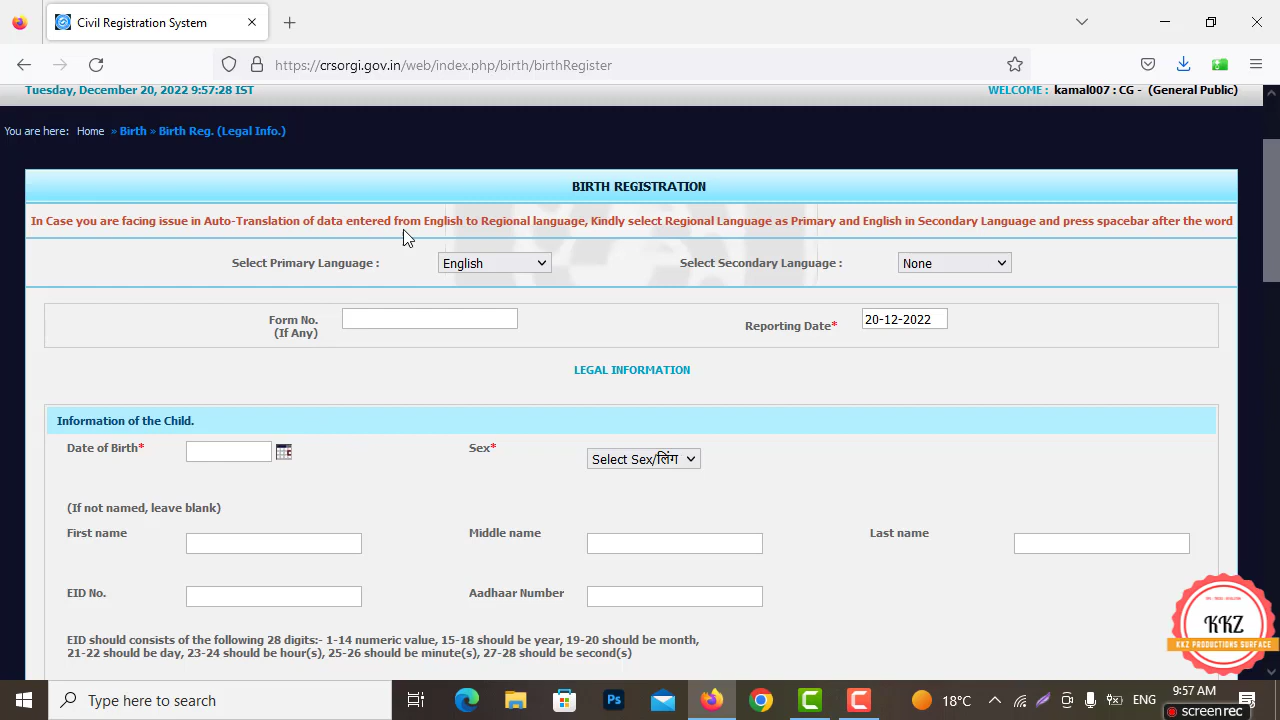 Civil Registration System
https://crsorgi.gov.in/web/index.php/birth/birthRegister
Tuesday, December 20, 2022 9:57:28 IST
WELCOME : kamal007 : CG - (General Public)
You are here: Home » Birth » Birth Reg. (Legal Info.)
BIRTH REGISTRATION
In Case you are facing issue in Auto-Translation of data entered from English to Regional language, Kindly select Regional Language as Primary and English in Secondary Language and press spacebar after the word
Select Primary Language : English Select Secondary Language : None
Form No. (If Any)
Reporting Date* 20-12-2022
LEGAL INFORMATION
Information of the Child.
Date of Birth* Sex* Select Sex/लिंग
(If not named, leave blank)
First name Middle name Last name
EID No. Aadhaar Number
EID should consists of the following 28 digits:- 1-14 numeric value, 15-18 should be year, 19-20 should be month,
21-22 should be day, 23-24 should be hour(s), 25-26 should be minute(s), 27-28 should be second(s)
KKZ
KKZ PRODUCTIONS SURFACE
Type here to search
Ps
18°C
ENG
9:57 AM
screen rec